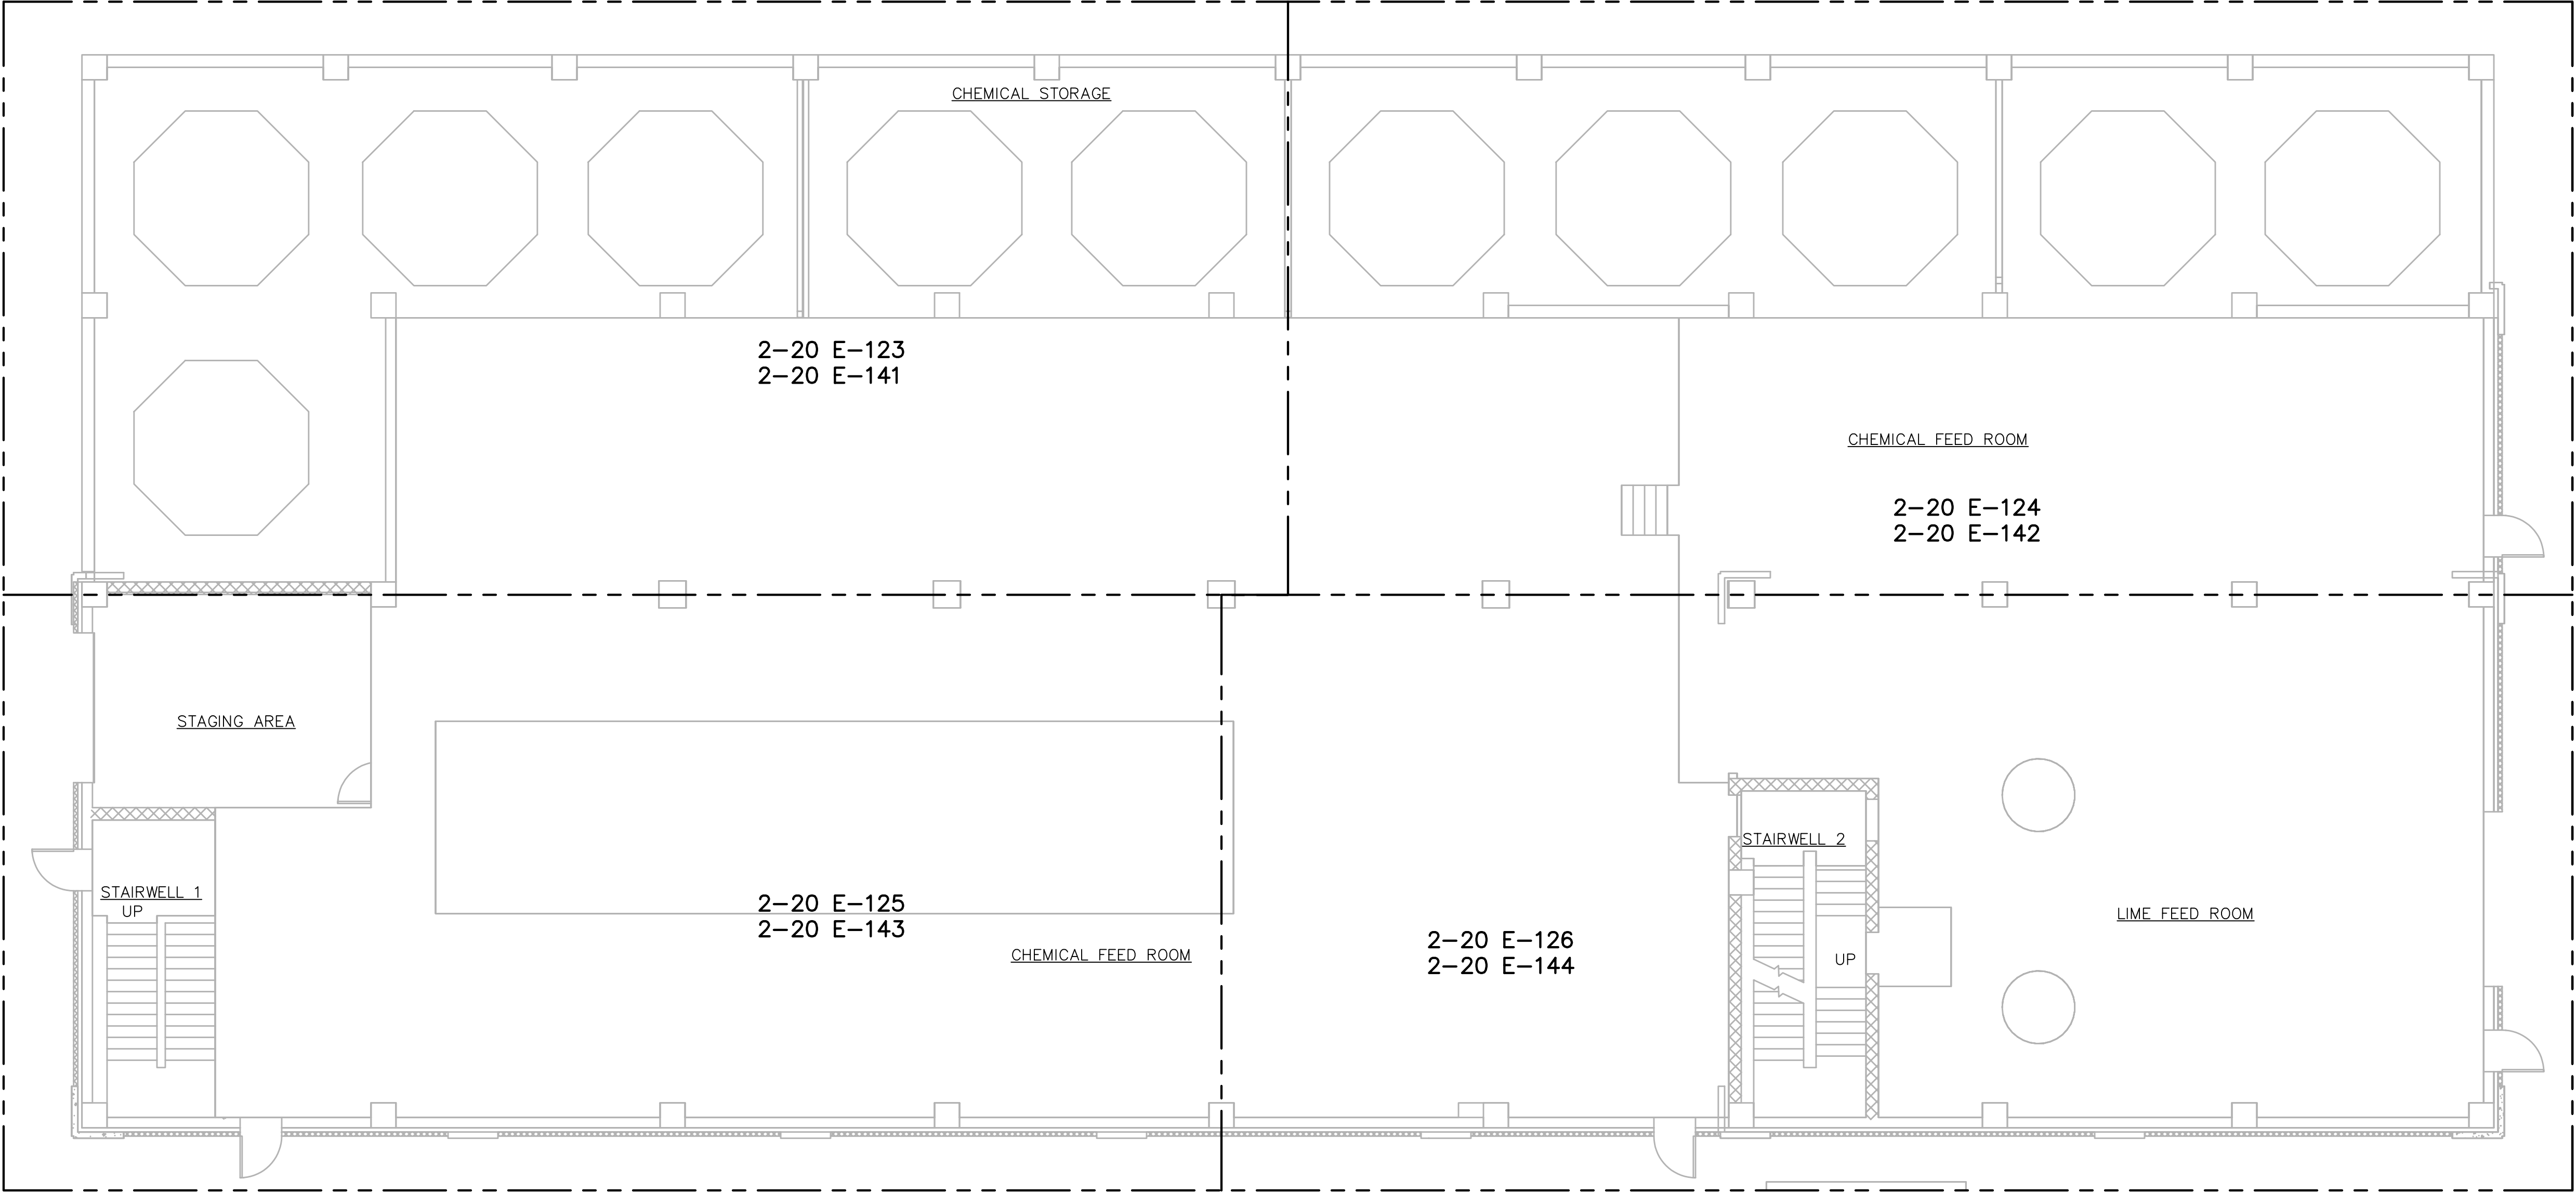 CHEMICAL STORAGE
2-20 E-123
2-20 E-141
CHEMICAL FEED ROOM
2-20 E-124
2-20 E-142
STAGING AREA
STAIRWELL 1
UP
2-20 E-125
2-20 E-143
CHEMICAL FEED ROOM
2-20 E-126
2-20 E-144
STAIRWELL 2
UP
LIME FEED ROOM